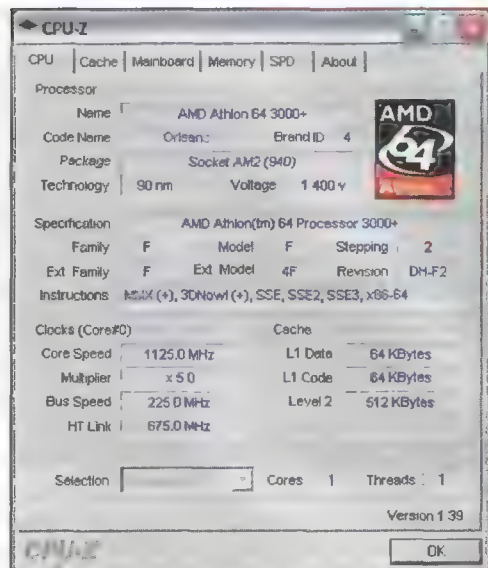 CPU-Z
CPU Cache Mainboard Memory SPD About
Processor
Name AMD Athlon 64 3000+
Code Name Orleans Brand ID 4
Package Socket AM2 (940)
Technology 90 nm Voltage 1.400 v
AMD
64
Specification AMD Athlon(tm) 64 Processor 3000+
Family F Model F Stepping 2
Ext Family F Ext Model 4F Revision DH-F2
Instructions MMX (+), 3DNow! (+), SSE, SSE2, SSE3, x86-64
Clocks (Core#0) Cache
Core Speed 1125.0 MHz L1 Data 64 KBytes
Multiplier x 5.0 L1 Code 64 KBytes
Bus Speed 225.0 MHz Level 2 512 KBytes
HT Link 675.0 MHz
Selection Cores 1 Threads 1
Version 1.39
CPU-Z OK